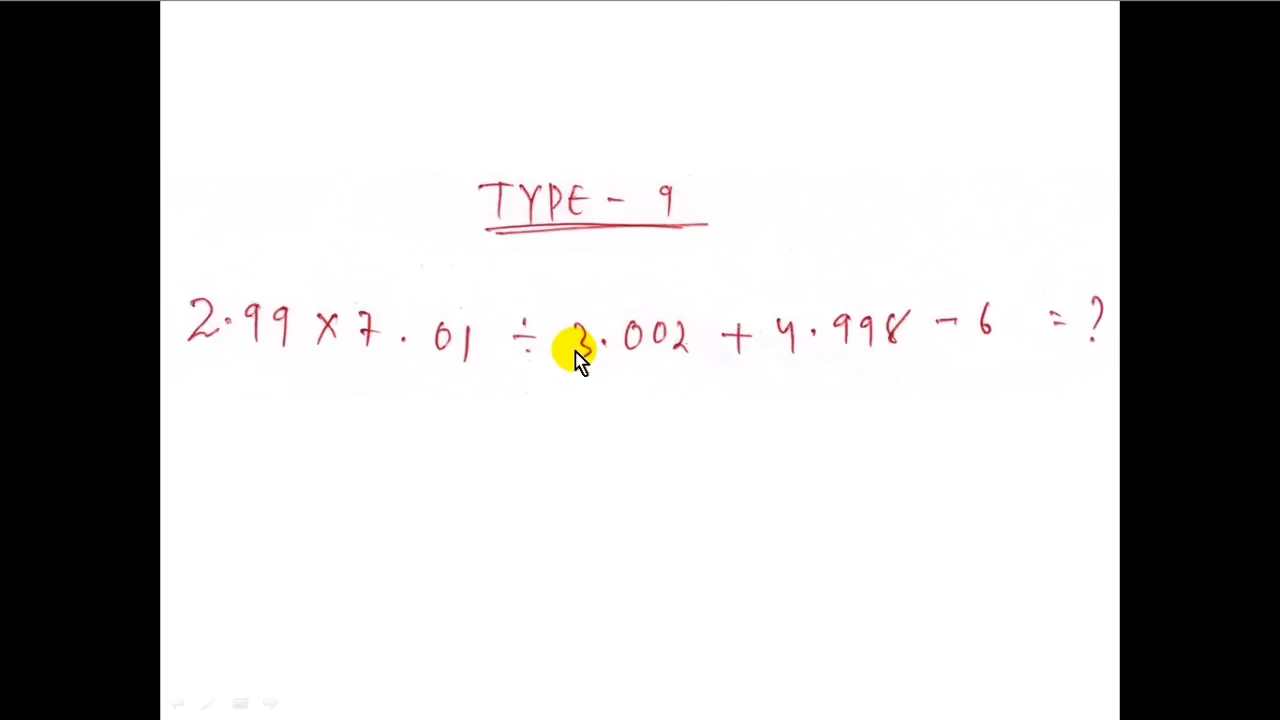 TYPE - 9
2.99 × 7.01 ÷ 3.002 + 4.998 - 6 = ?